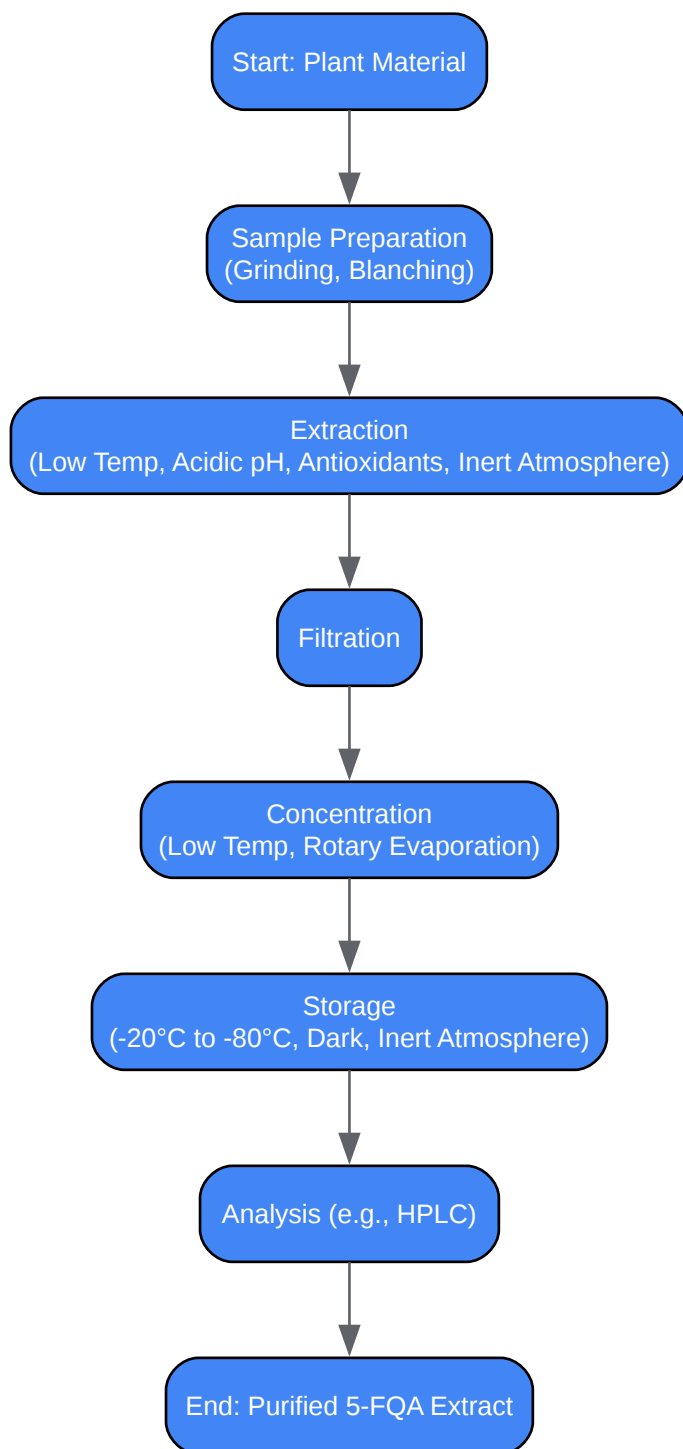 Start: Plant Material
Sample Preparation
(Grinding, Blanching)
Extraction
(Low Temp, Acidic pH, Antioxidants, Inert Atmosphere)
Filtration
Concentration
(Low Temp, Rotary Evaporation)
Storage
(-20°C to -80°C, Dark, Inert Atmosphere)
Analysis (e.g., HPLC)
End: Purified 5-FQA Extract